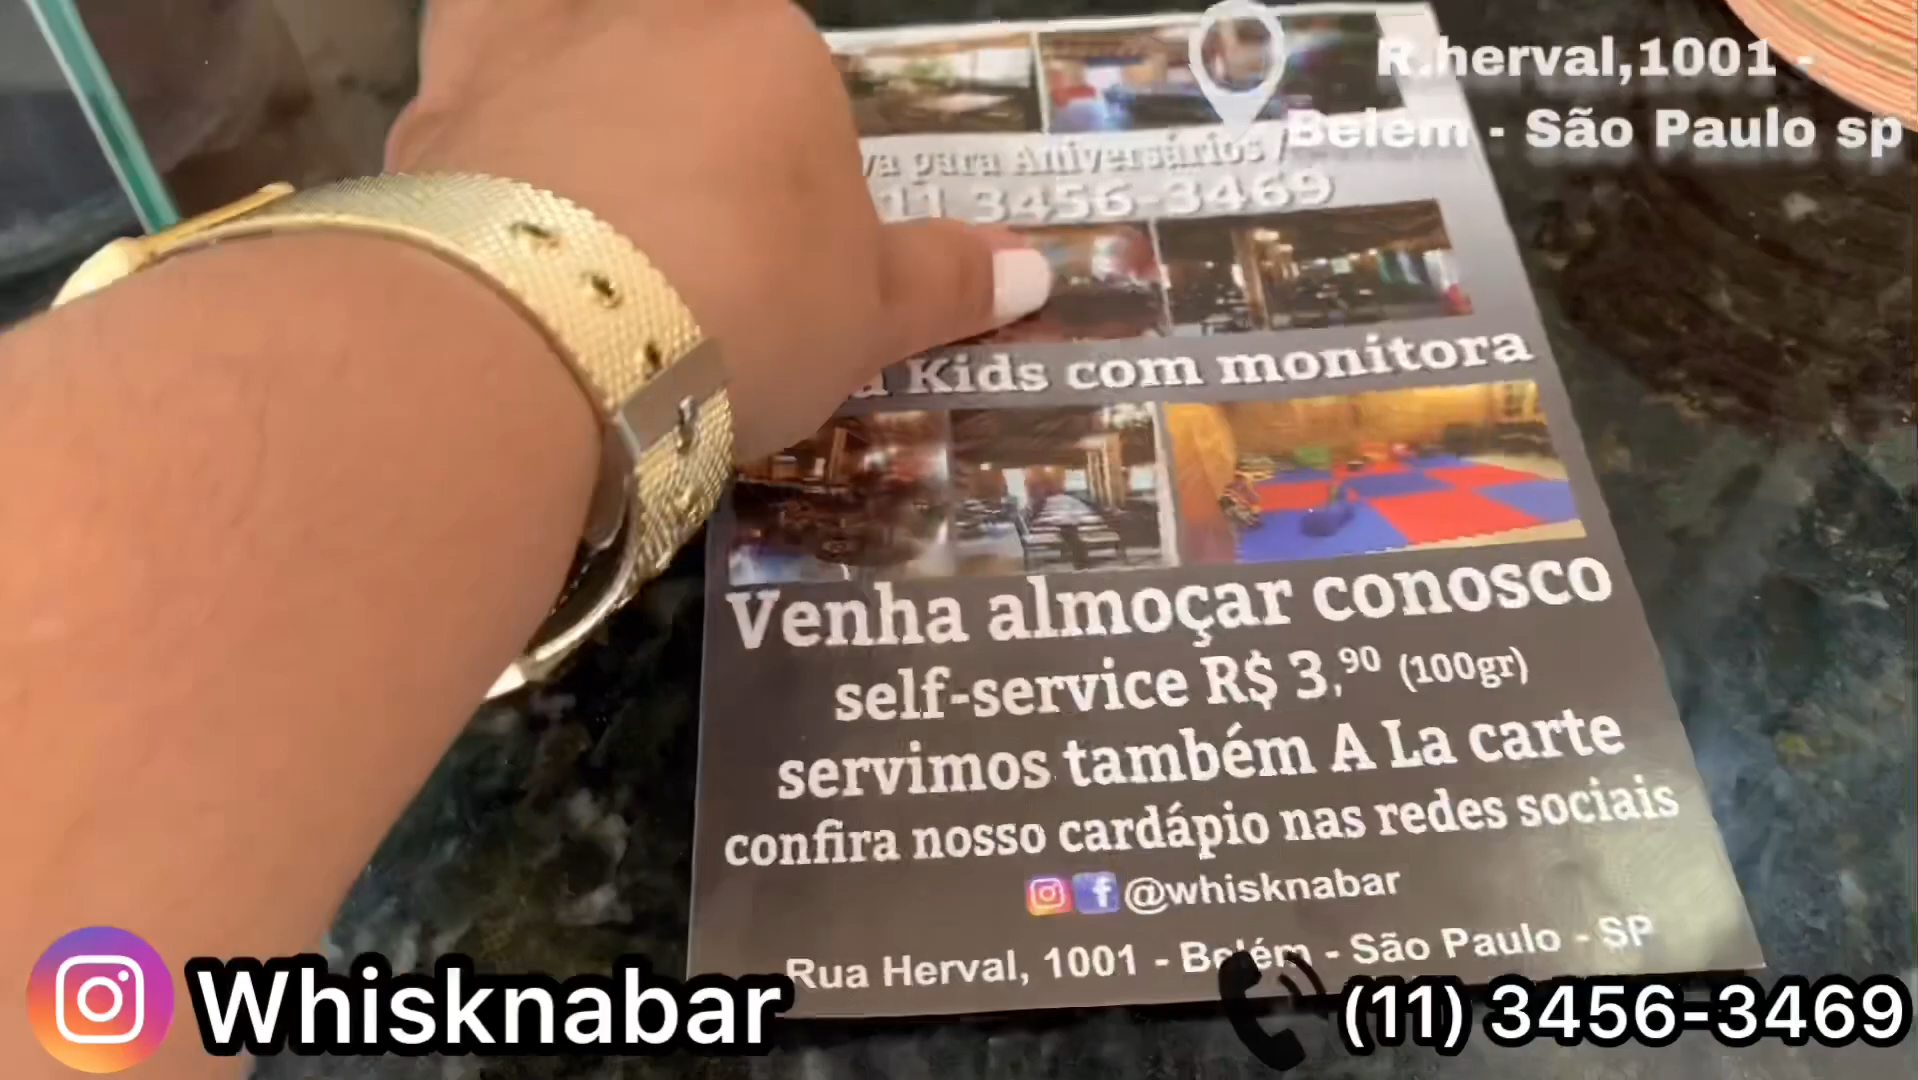 R.herval,1001 -
Belém - São Paulo sp
para Aniversários /
11 3456-3469
Kids com monitora
Venha almoçar conosco
self-service R$ 3,90 (100gr)
servimos também A La carte
confira nosso cardápio nas redes sociais
@whisknabar
Rua Herval, 1001 - Belém - São Paulo - SP
Whisknabar
(11) 3456-3469